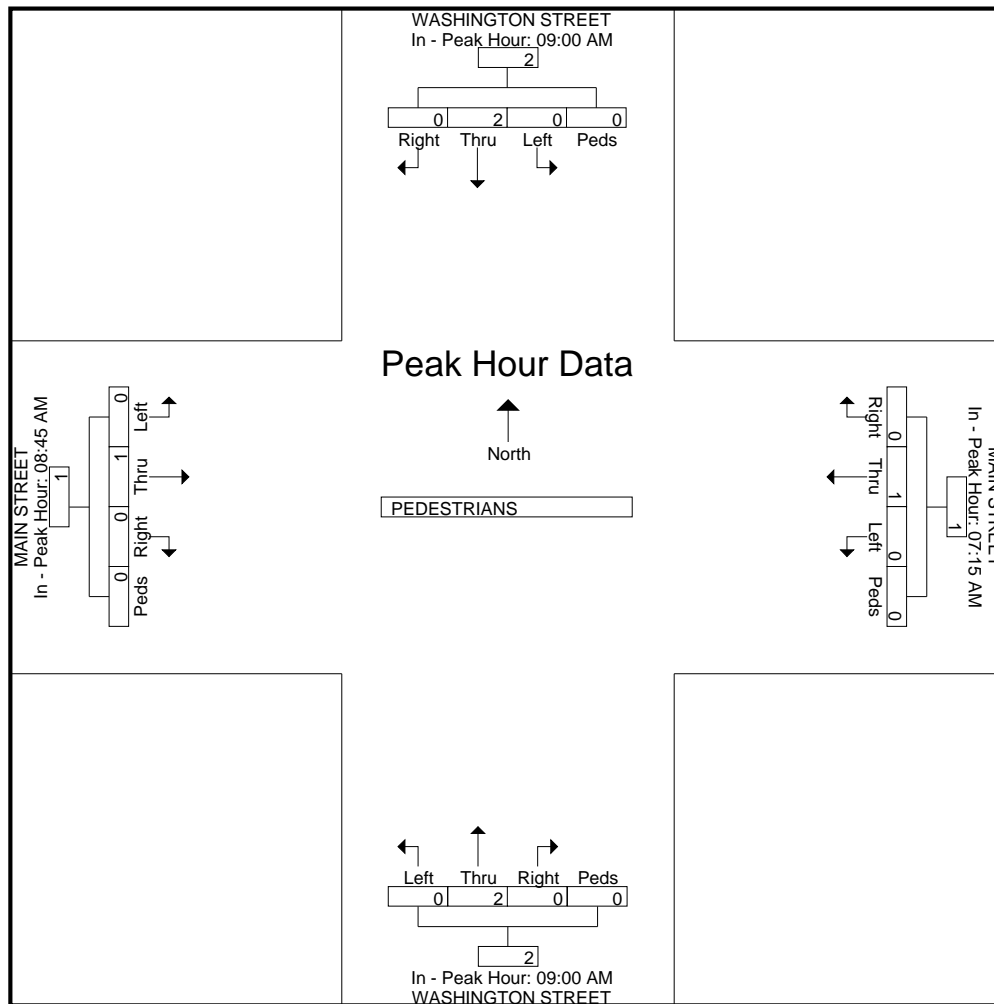 WASHINGTON STREET
In - Peak Hour: 09:00 AM
2
0 2 0 0
Right Thru Left Peds
Peak Hour Data
North
PEDESTRIANS
MAIN STREET
In - Peak Hour: 08:45 AM
1
0 1 0 0
Left Thru Right Peds
Right Thru Left Peds
0 1 0 0
1
In - Peak Hour: 07:15 AM
MAIN STREET
Left Thru Right Peds
0 2 0 0
2
In - Peak Hour: 09:00 AM
WASHINGTON STREET